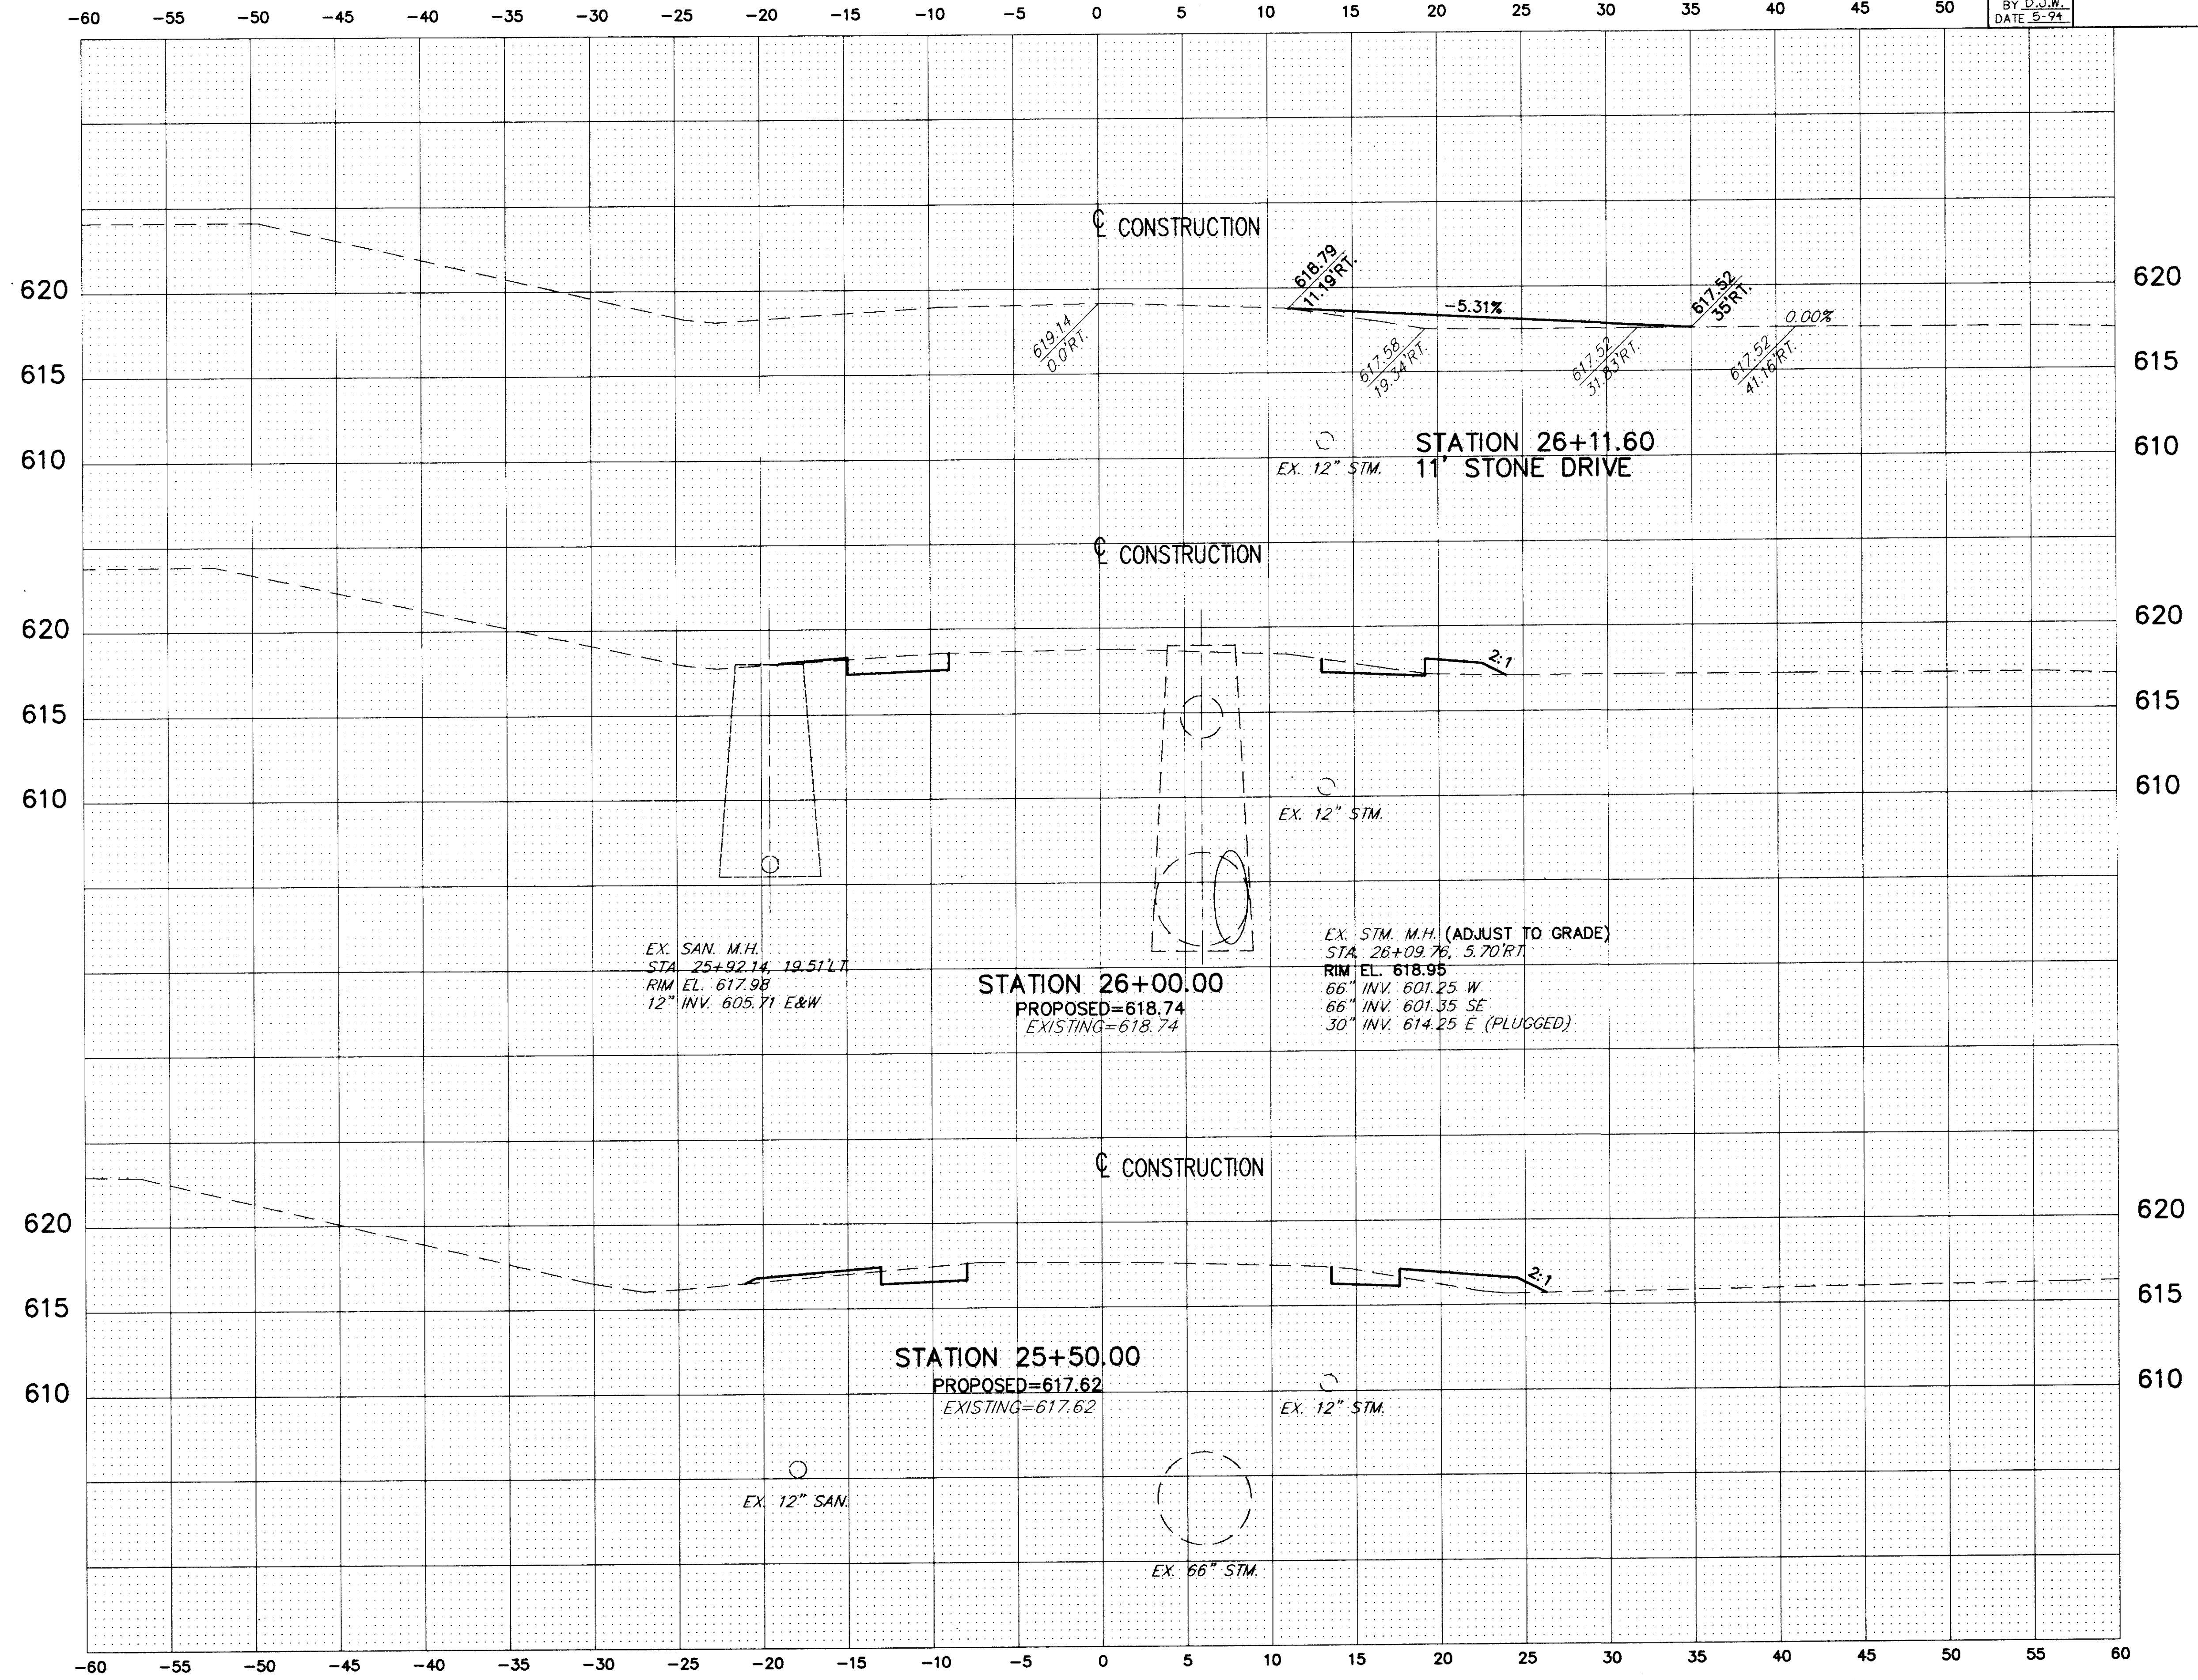 BY D.J.W.
DATE 5-94
-60 -55 -50 -45 -40 -35 -30 -25 -20 -15 -10 -5 0 5 10 15 20 25 30 35 40 45 50
℄ CONSTRUCTION
618.79
11.19'RT.
-5.31%
617.52
35'RT.
0.00%
620 620
619.14
0.0'RT.
617.58
19.34'RT.
617.52
31.83'RT.
617.52
41.16'RT.
615 615
610 610
EX. 12" STM.
STATION 26+11.60
11' STONE DRIVE
℄ CONSTRUCTION
620 620
2:1
615 615
610 610
EX. 12" STM.
EX. SAN. M.H.
STA. 25+92.14, 19.51'LT.
RIM EL. 617.98
12" INV. 605.71 E&W
STATION 26+00.00
PROPOSED=618.74
EXISTING=618.74
EX. STM. M.H. (ADJUST TO GRADE)
STA. 26+09.76, 5.70'RT.
RIM EL. 618.95
66" INV. 601.25 W
66" INV. 601.35 SE
30" INV. 614.25 E (PLUGGED)
℄ CONSTRUCTION
620 620
2:1
615 615
STATION 25+50.00
PROPOSED=617.62
EXISTING=617.62
610 610
EX. 12" STM.
EX. 12" SAN.
EX. 66" STM.
-60 -55 -50 -45 -40 -35 -30 -25 -20 -15 -10 -5 0 5 10 15 20 25 30 35 40 45 50 55 60